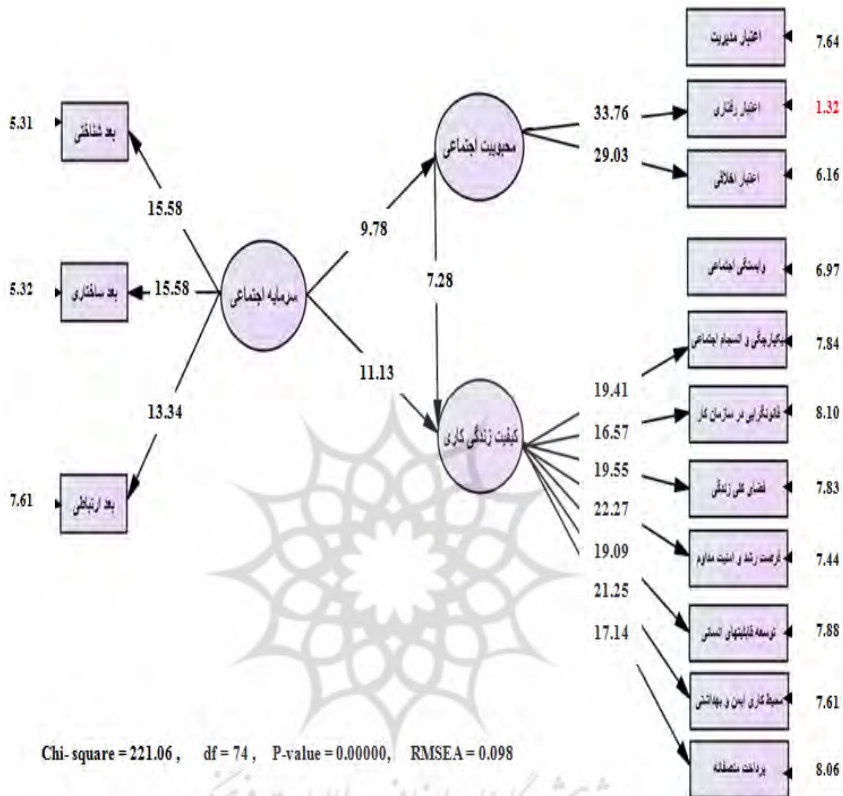 اعتبار مدیریت
7.64
33.76
اعتبار رفتاری
1.32
5.31
بعد شناختی
محبوبیت اجتماعی
29.03
اعتبار اخلاقی
6.16
15.58
9.78
وابستگی اجتماعی
6.97
5.32
بعد ساختاری
15.58
سرمایه اجتماعی
7.28
یکپارچگی و انسجام اجتماعی
7.84
11.13
19.41
قانونگرایی در سازمان کار
8.10
13.34
کیفیت زندگی کاری
16.57
19.55
فضای کلی زندگی
7.83
7.61
بعد ارتباطی
22.27
فرصت رشد و امنیت مداوم
7.44
19.09
21.25
توسعه قابلیتهای انسانی
7.88
17.14
محیط کاری ایمن و بهداشتی
7.61
Chi- square = 221.06 , df = 74 , P-value = 0.00000, RMSEA = 0.098
پرداخت منصفانه
8.06